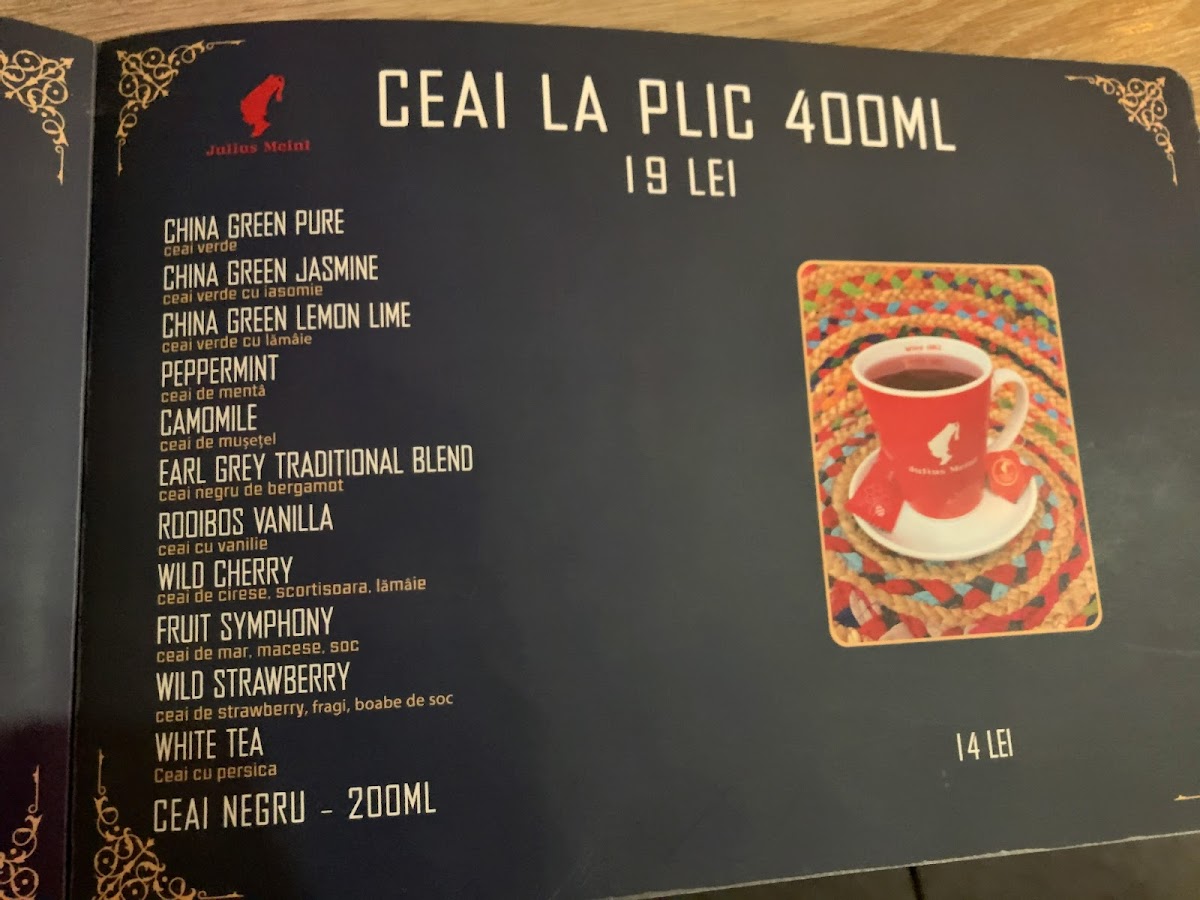 Julius Meinl
CEAI LA PLIC 400ML
19 LEI
CHINA GREEN PURE
ceai verde
CHINA GREEN JASMINE
ceai verde cu iasomie
CHINA GREEN LEMON LIME
ceai verde cu lămâie
PEPPERMINT
ceai de mentă
CAMOMILE
ceai de mușețel
EARL GREY TRADITIONAL BLEND
ceai negru de bergamot
ROOIBOS VANILLA
ceai cu vanilie
WILD CHERRY
ceai de cirese, scortisoara, lămâie
FRUIT SYMPHONY
ceai de mar, macese, soc
WILD STRAWBERRY
ceai de strawberry, fragi, boabe de soc
WHITE TEA
Ceai cu persica
CEAI NEGRU - 200ML
14 LEI
Julius Meinl